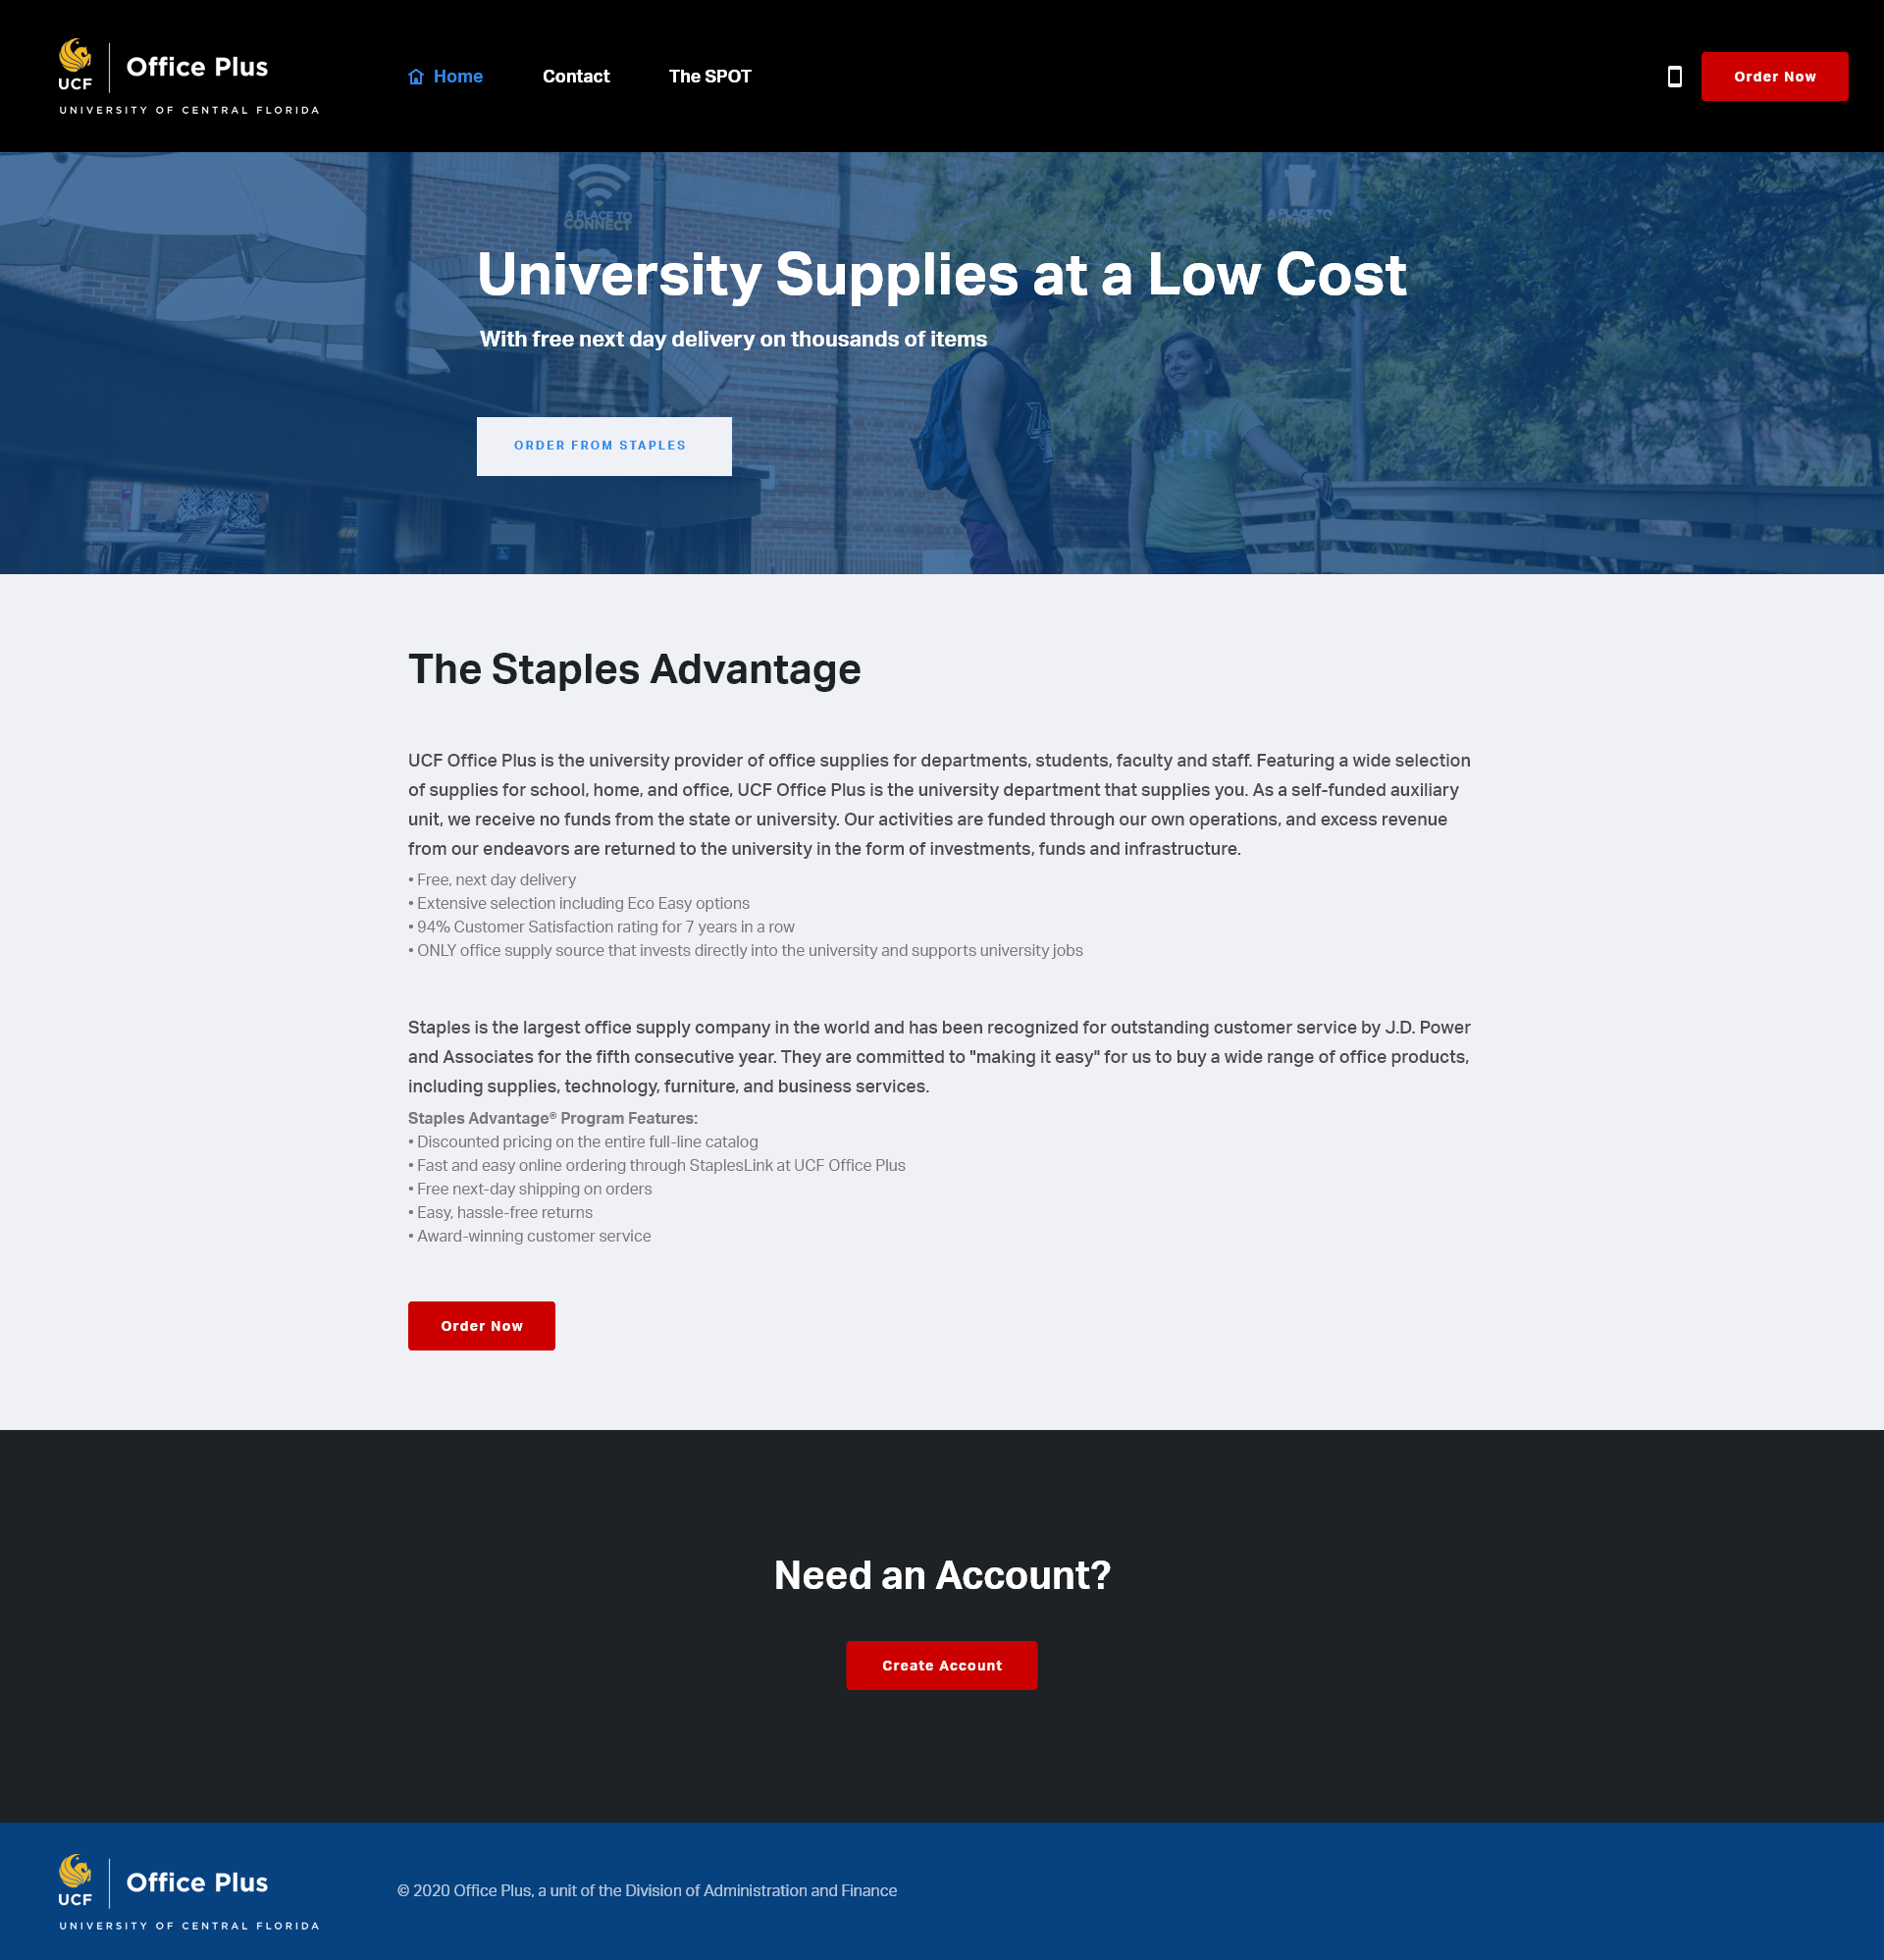 UCF
Office Plus
UNIVERSITY OF CENTRAL FLORIDA
Home
Contact
The SPOT
Order Now
A PLACE TO
CONNECT
A PLACE TO
University Supplies at a Low Cost
With free next day delivery on thousands of items
UCF
ORDER FROM STAPLES
The Staples Advantage
UCF Office Plus is the university provider of office supplies for departments, students, faculty and staff. Featuring a wide selection
of supplies for school, home, and office, UCF Office Plus is the university department that supplies you. As a self-funded auxiliary
unit, we receive no funds from the state or university. Our activities are funded through our own operations, and excess revenue
from our endeavors are returned to the university in the form of investments, funds and infrastructure.
• Free, next day delivery
• Extensive selection including Eco Easy options
• 94% Customer Satisfaction rating for 7 years in a row
• ONLY office supply source that invests directly into the university and supports university jobs
Staples is the largest office supply company in the world and has been recognized for outstanding customer service by J.D. Power
and Associates for the fifth consecutive year. They are committed to "making it easy" for us to buy a wide range of office products,
including supplies, technology, furniture, and business services.
Staples Advantage® Program Features:
• Discounted pricing on the entire full-line catalog
• Fast and easy online ordering through StaplesLink at UCF Office Plus
• Free next-day shipping on orders
• Easy, hassle-free returns
• Award-winning customer service
Order Now
Need an Account?
Create Account
UCF
Office Plus
UNIVERSITY OF CENTRAL FLORIDA
© 2020 Office Plus, a unit of the Division of Administration and Finance